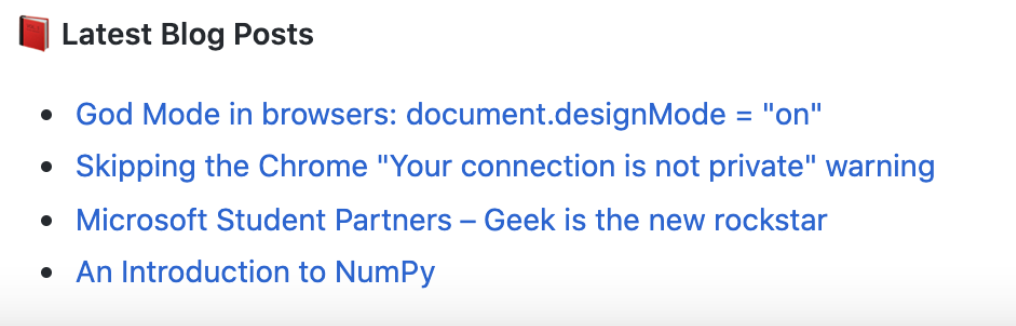 Latest Blog Posts
God Mode in browsers: document.designMode = "on"
Skipping the Chrome "Your connection is not private" warning
Microsoft Student Partners – Geek is the new rockstar
An Introduction to NumPy